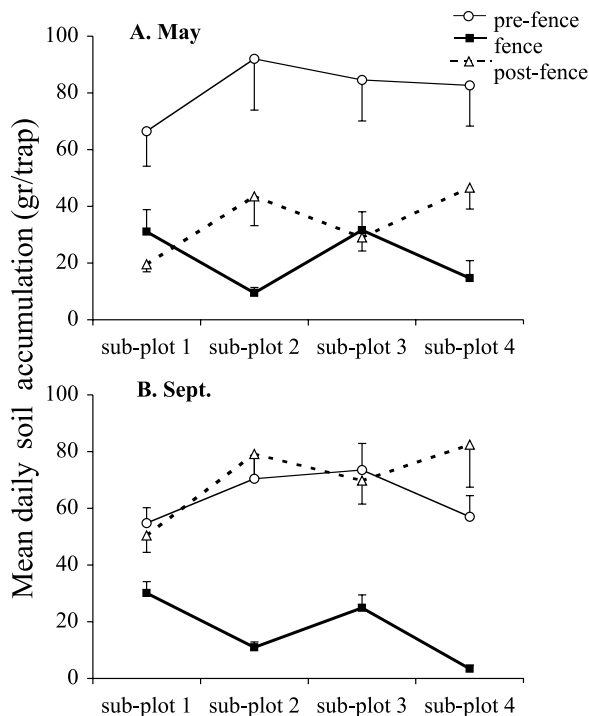 pre-fence
fence
post-fence
A. May
100
80
60
40
20
0
sub-plot 1 sub-plot 2 sub-plot 3 sub-plot 4
B. Sept.
100
80
60
40
20
0
sub-plot 1 sub-plot 2 sub-plot 3 sub-plot 4
Mean daily soil accumulation (gr/trap)